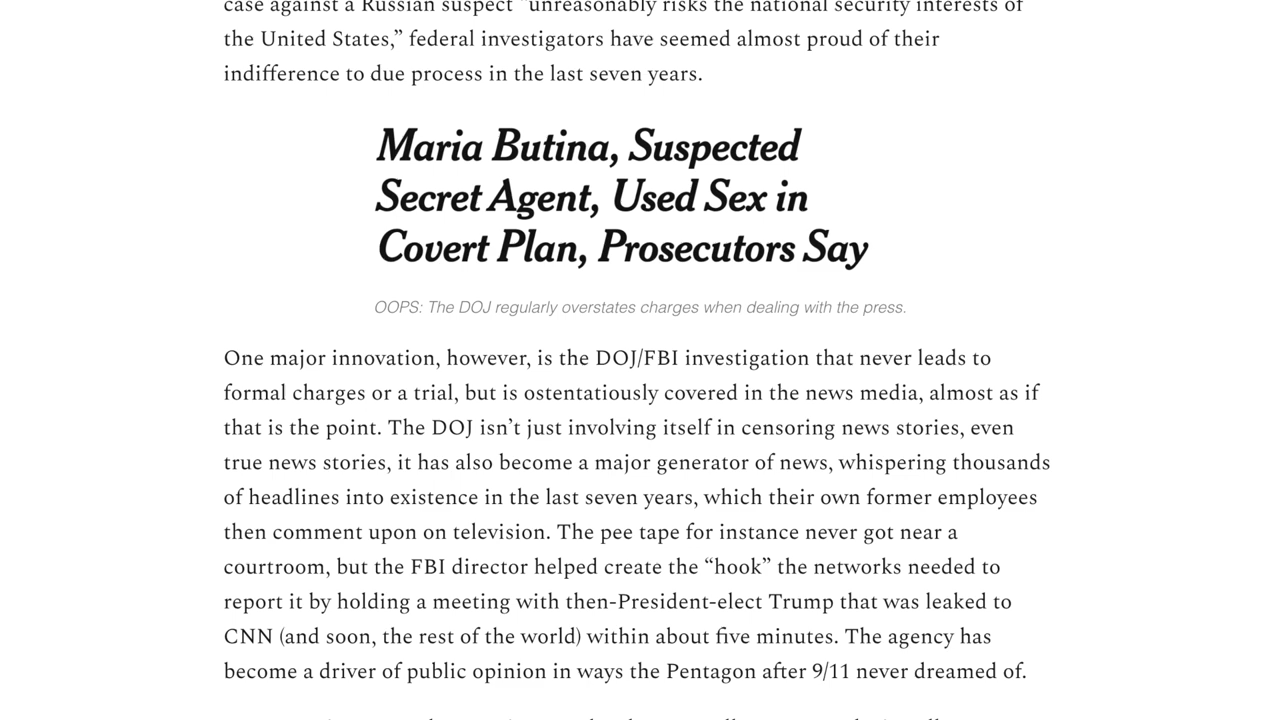 case against a Russian suspect “unreasonably risks the national security interests of
the United States,” federal investigators have seemed almost proud of their
indifference to due process in the last seven years.
Maria Butina, Suspected
Secret Agent, Used Sex in
Covert Plan, Prosecutors Say
OOPS: The DOJ regularly overstates charges when dealing with the press.
One major innovation, however, is the DOJ/FBI investigation that never leads to
formal charges or a trial, but is ostentatiously covered in the news media, almost as if
that is the point. The DOJ isn’t just involving itself in censoring news stories, even
true news stories, it has also become a major generator of news, whispering thousands
of headlines into existence in the last seven years, which their own former employees
then comment upon on television. The pee tape for instance never got near a
courtroom, but the FBI director helped create the “hook” the networks needed to
report it by holding a meeting with then-President-elect Trump that was leaked to
CNN (and soon, the rest of the world) within about five minutes. The agency has
become a driver of public opinion in ways the Pentagon after 9/11 never dreamed of.